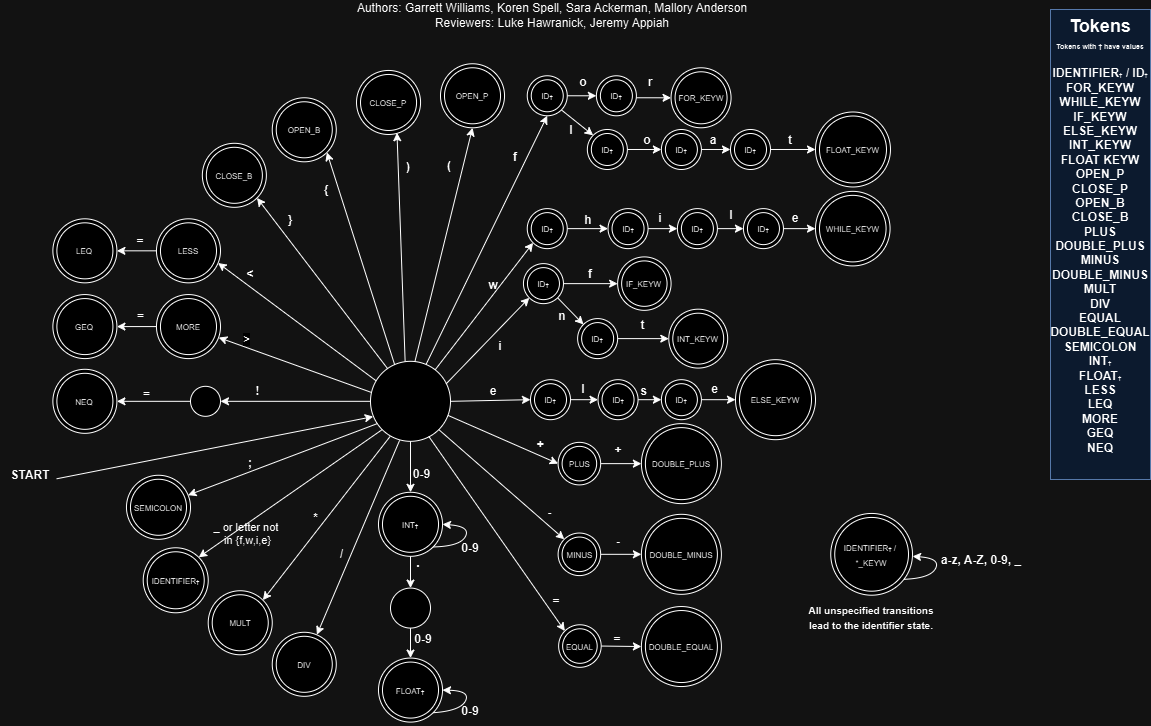 Authors: Garrett Williams, Koren Spell, Sara Ackerman, Mallory Anderson
Reviewers: Luke Hawranick, Jeremy Appiah
Tokens
Tokens with † have values
IDENTIFIER† / ID†
FOR_KEYW
WHILE_KEYW
IF_KEYW
ELSE_KEYW
INT_KEYW
FLOAT KEYW
OPEN_P
CLOSE_P
OPEN_B
CLOSE_B
PLUS
DOUBLE_PLUS
MINUS
DOUBLE_MINUS
MULT
DIV
EQUAL
DOUBLE_EQUAL
SEMICOLON
INT†
FLOAT†
LESS
LEQ
MORE
GEQ
NEQ
OPEN_P
CLOSE_P
OPEN_B
CLOSE_B
(
)
{
}
f
ID†
o
ID†
r
FOR_KEYW
l
ID†
o
ID†
a
ID†
t
FLOAT_KEYW
w
ID†
h
ID†
i
ID†
l
ID†
e
WHILE_KEYW
i
ID†
f
IF_KEYW
n
ID†
t
INT_KEYW
e
ID†
l
ID†
s
ID†
e
ELSE_KEYW
LEQ
=
LESS
<
GEQ
=
MORE
>
NEQ
=
!
START
;
SEMICOLON
_ or letter not
in {f,w,i,e}
IDENTIFIER†
*
MULT
/
DIV
0-9
INT†
0-9
.
0-9
FLOAT†
0-9
+
PLUS
+
DOUBLE_PLUS
-
MINUS
-
DOUBLE_MINUS
=
EQUAL
=
DOUBLE_EQUAL
IDENTIFIER† /
*_KEYW
a-z, A-Z, 0-9, _
All unspecified transitions
lead to the identifier state.